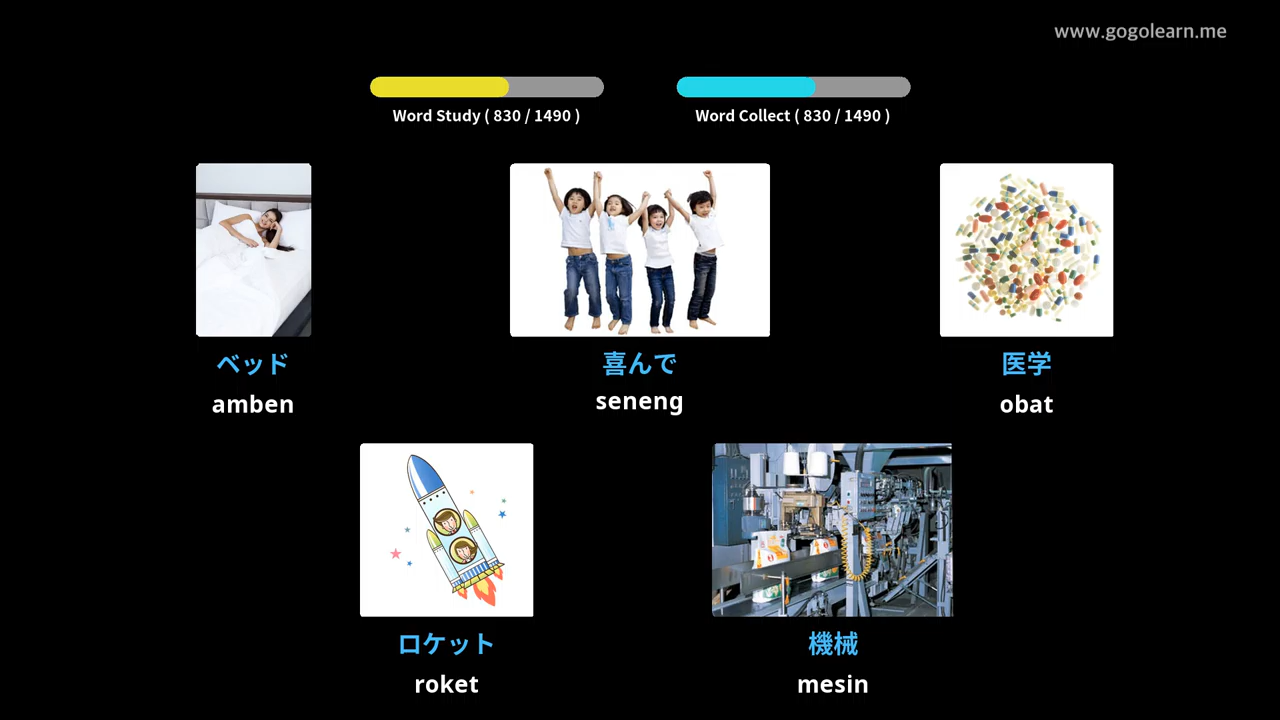 www.gogolearn.me
Word Study ( 830 / 1490 )
Word Collect ( 830 / 1490 )
ベッド
喜んで
医学
amben
seneng
obat
ロケット
機械
roket
mesin